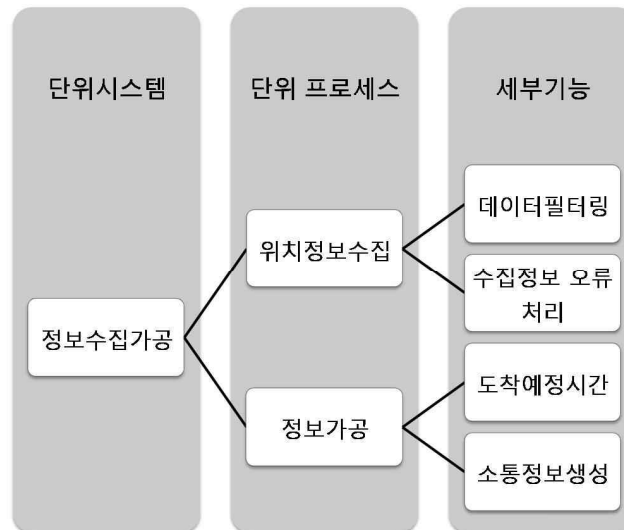 단위시스템
단위 프로세스
세부기능
정보수집가공
위치정보수집
정보가공
데이터필터링
수집정보 오류
처리
도착예정시간
소통정보생성